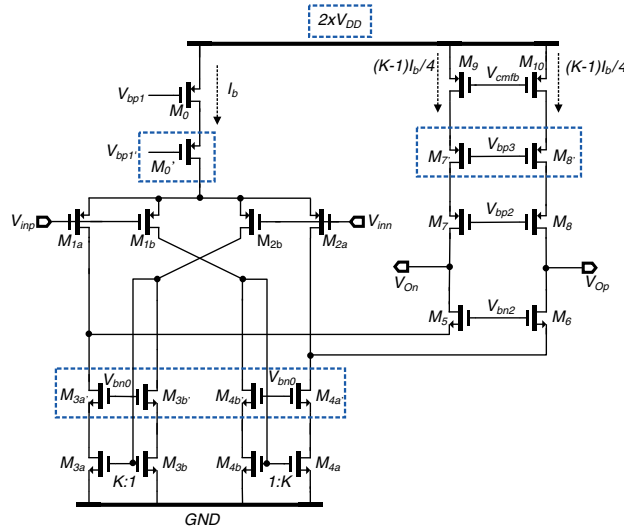 2xV_DD
(K-1)I_b/4 M_9 V_cmfb M_10 (K-1)I_b/4
V_bp1 M_0 I_b
V_bp1' M_0' M_7' V_bp3 M_8'
V_inp M_1a M_1b M_2b M_2a V_inn M_7 V_bp2 M_8
V_On V_Op
M_5 V_bn2 M_6
M_3a' V_bn0 M_3b' M_4b' V_bn0 M_4a'
M_3a K:1 M_3b M_4b 1:K M_4a
GND